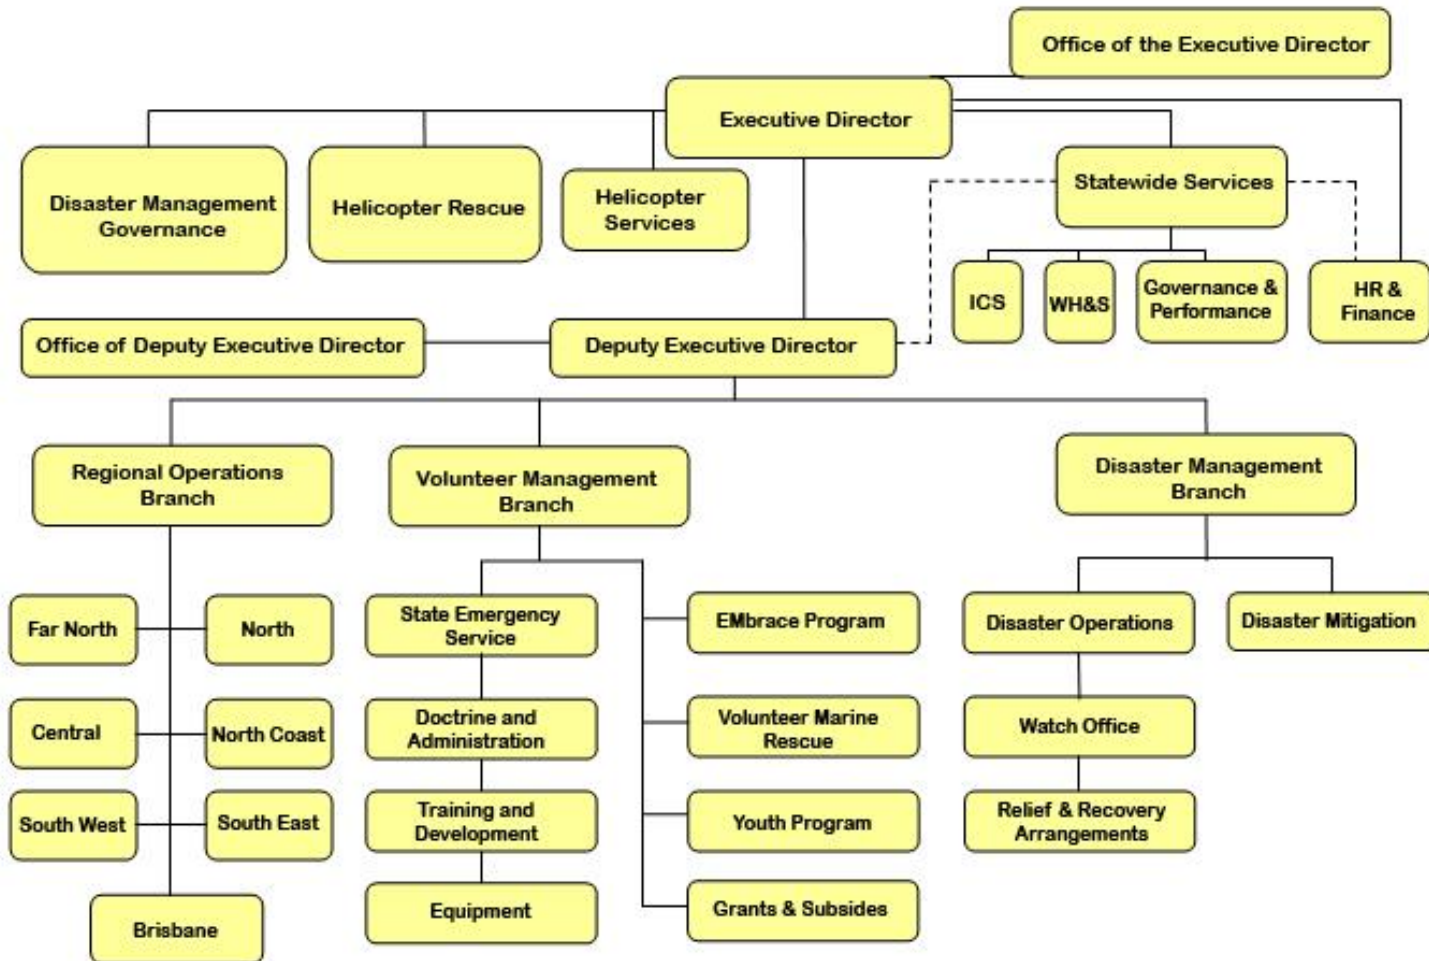 Office of the Executive Director
Executive Director
Disaster Management
Governance
Helicopter Rescue
Helicopter
Services
Statewide Services
ICS
WH&S
Governance &
Performance
HR &
Finance
Office of Deputy Executive Director
Deputy Executive Director
Regional Operations
Branch
Volunteer Management
Branch
Disaster Management
Branch
Far North
North
Central
North Coast
South West
South East
Brisbane
State Emergency
Service
Doctrine and
Administration
Training and
Development
Equipment
EMbrace Program
Volunteer Marine
Rescue
Youth Program
Grants & Subsides
Disaster Operations
Disaster Mitigation
Watch Office
Relief & Recovery
Arrangements